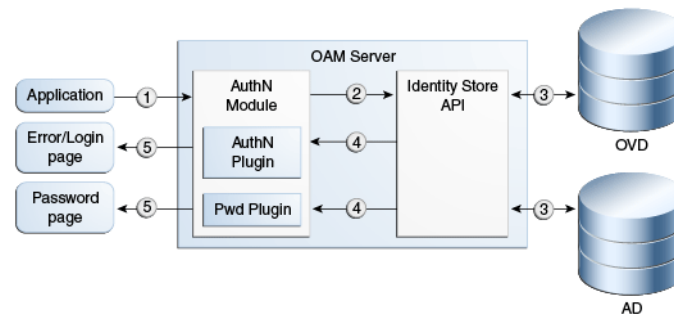 OAM Server
Application
1
AuthN
Module
2
Identity Store
API
3
OVD
Error/Login
page
5
AuthN
Plugin
4
Password
page
5
Pwd Plugin
4
3
AD